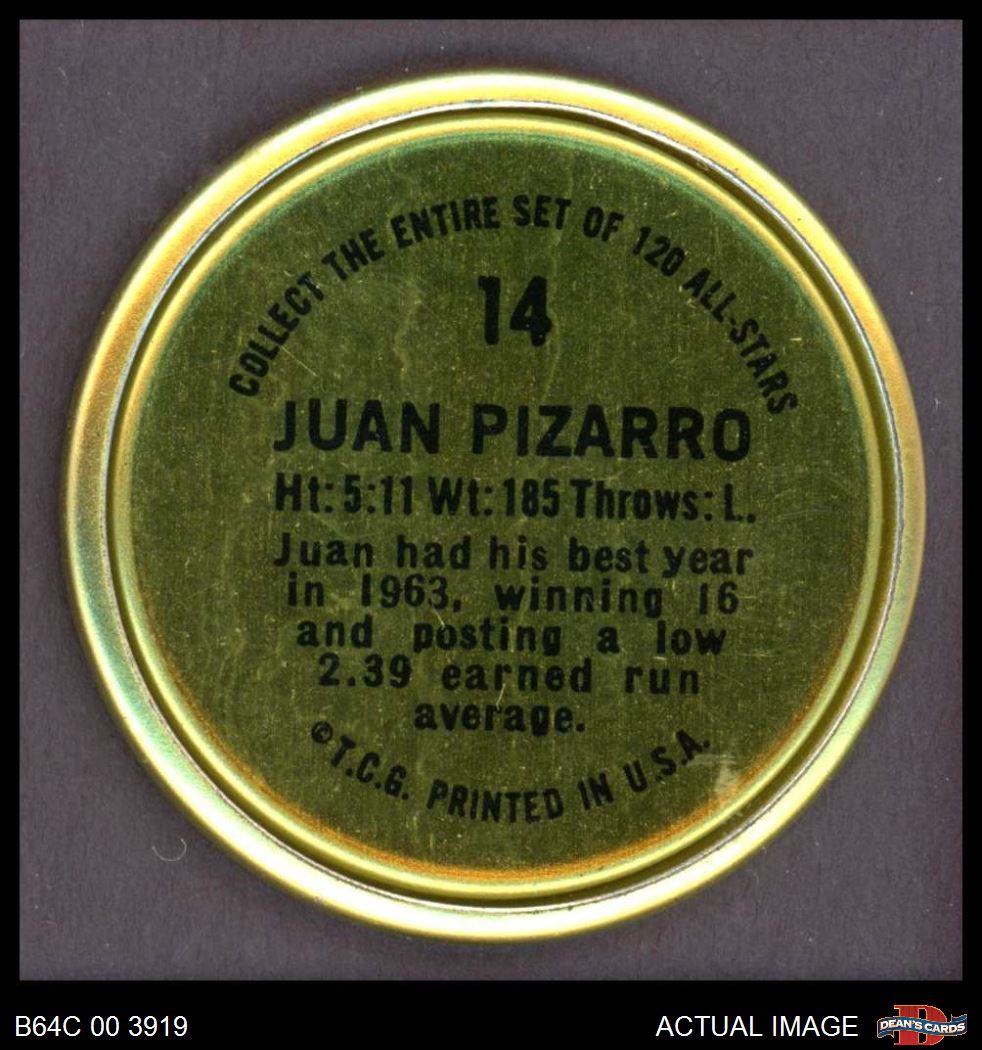 COLLECT THE ENTIRE SET OF 120 ALL-STARS
14
JUAN PIZARRO
Ht: 5:11 Wt: 185 Throws: L.
Juan had his best year
in 1963, winning 16
and posting a low
2.39 earned run
average.
©T.C.G. PRINTED IN U.S.A.
B64C 00 3919
ACTUAL IMAGE
D
DEAN'S CARDS